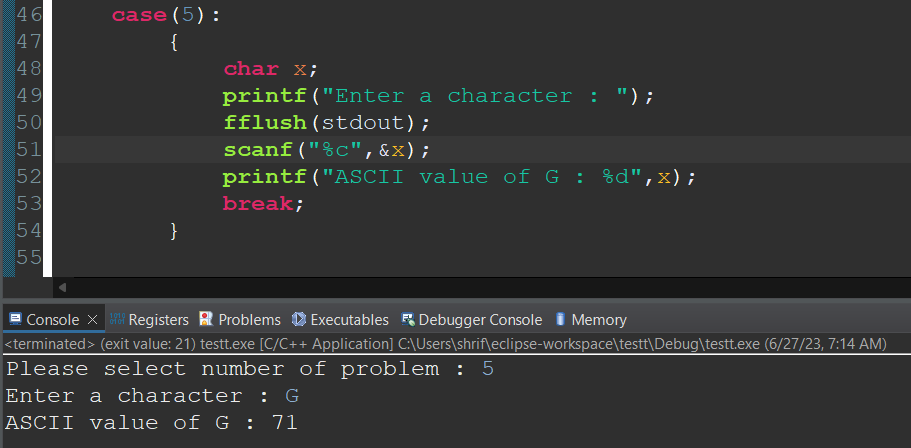 46 case(5):
47 {
48 char x;
49 printf("Enter a character : ");
50 fflush(stdout);
51 scanf("%c",&x);
52 printf("ASCII value of G : %d",x);
53 break;
54 }
55
Console Registers Problems Executables Debugger Console Memory
<terminated> (exit value: 21) testt.exe [C/C++ Application] C:\Users\shrif\eclipse-workspace\testt\Debug\testt.exe (6/27/23, 7:14 AM)
Please select number of problem : 5
Enter a character : G
ASCII value of G : 71